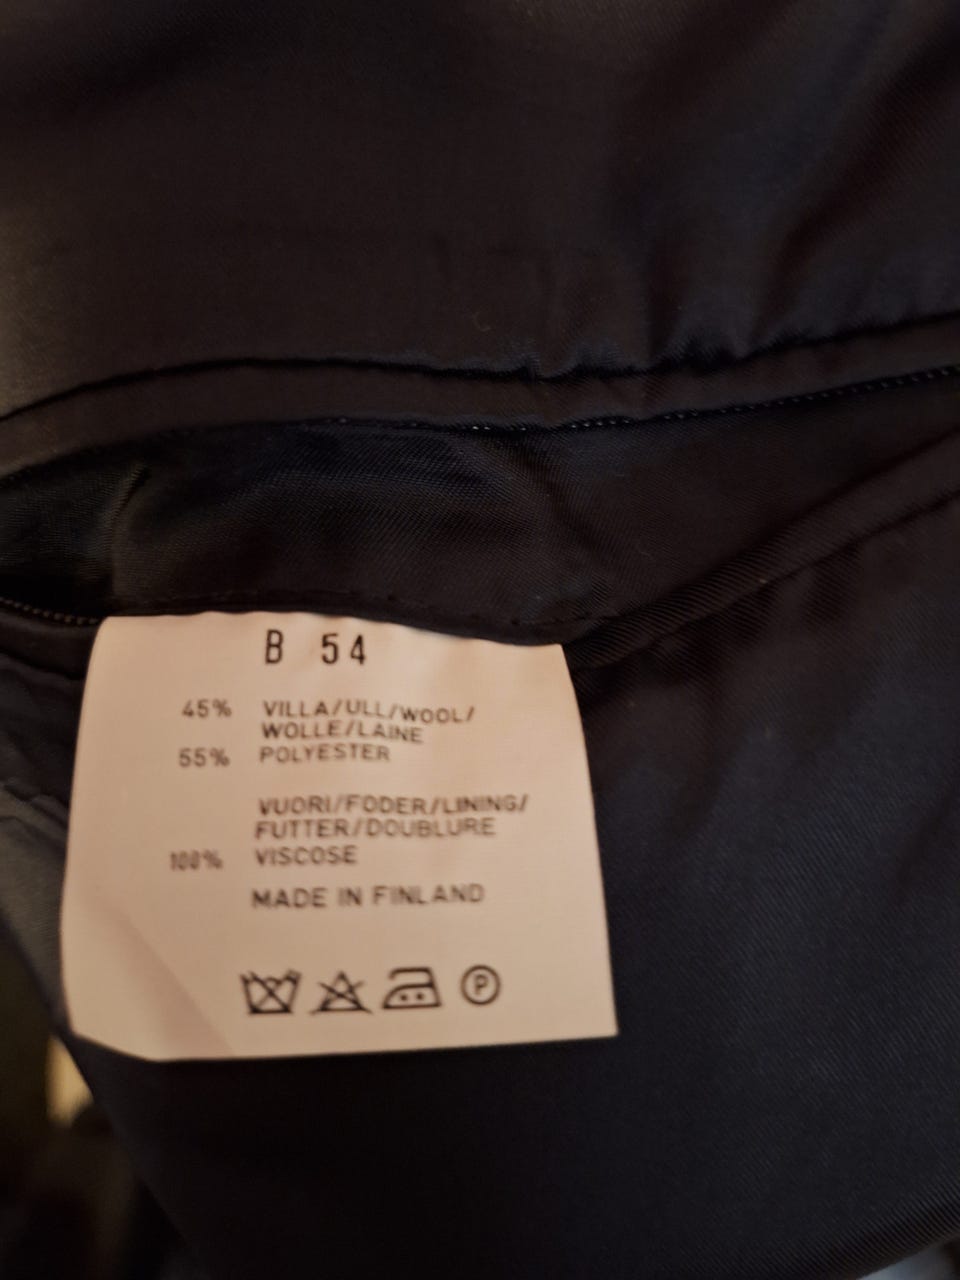 B 54
45% VILLA/ULL/WOOL/
WOLLE/LAINE
55% POLYESTER
VUORI/FODER/LINING/
FUTTER/DOUBLURE
100% VISCOSE
MADE IN FINLAND
P